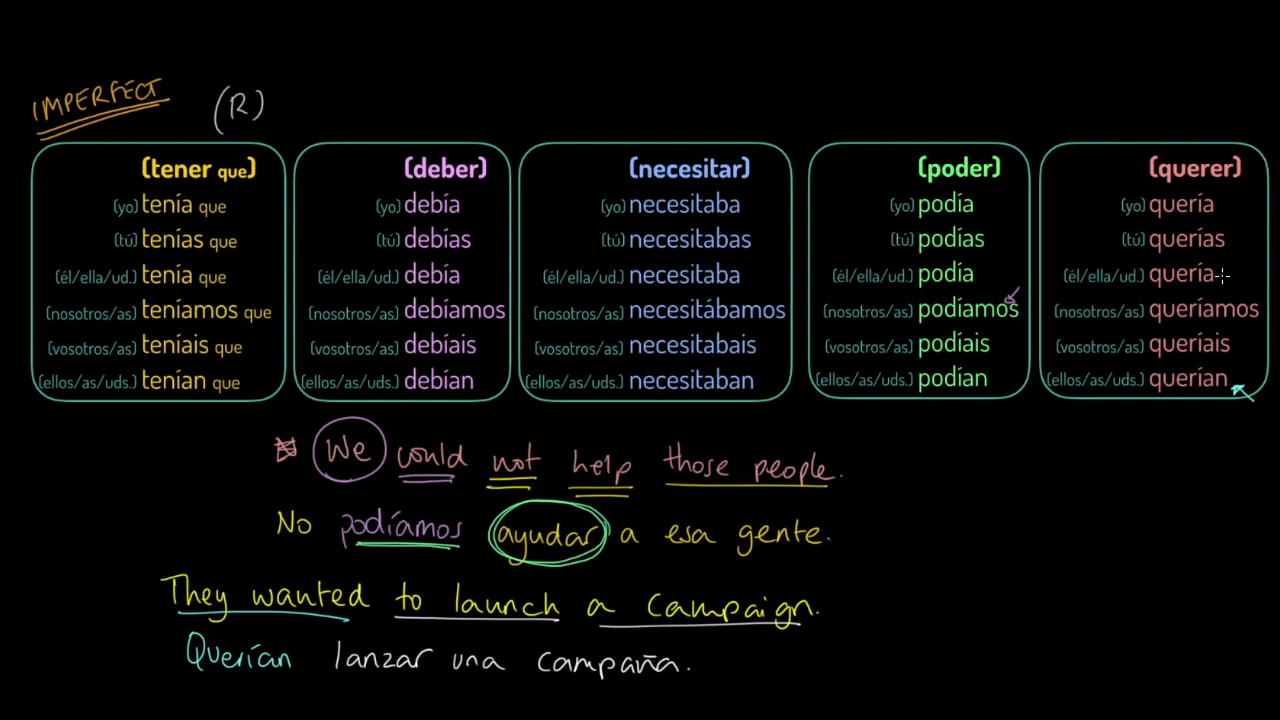 IMPERFECT (R)
(tener que) (deber) (necesitar) (poder) (querer)
(yo) tenía que (yo) debía (yo) necesitaba (yo) podía (yo) quería
(tú) tenías que (tú) debías (tú) necesitabas (tú) podías (tú) querías
(él/ella/ud.) tenía que (él/ella/ud.) debía (él/ella/ud.) necesitaba (él/ella/ud.) podía (él/ella/ud.) quería
(nosotros/as) teníamos que (nosotros/as) debíamos (nosotros/as) necesitábamos (nosotros/as) podíamos (nosotros/as) queríamos
(vosotros/as) teníais que (vosotros/as) debíais (vosotros/as) necesitabais (vosotros/as) podíais (vosotros/as) queríais
(ellos/as/uds.) tenían que (ellos/as/uds.) debían (ellos/as/uds.) necesitaban (ellos/as/uds.) podían (ellos/as/uds.) querían
We could not help those people.
No podíamos ayudar a esa gente.
They wanted to launch a campaign.
Querían lanzar una campaña.